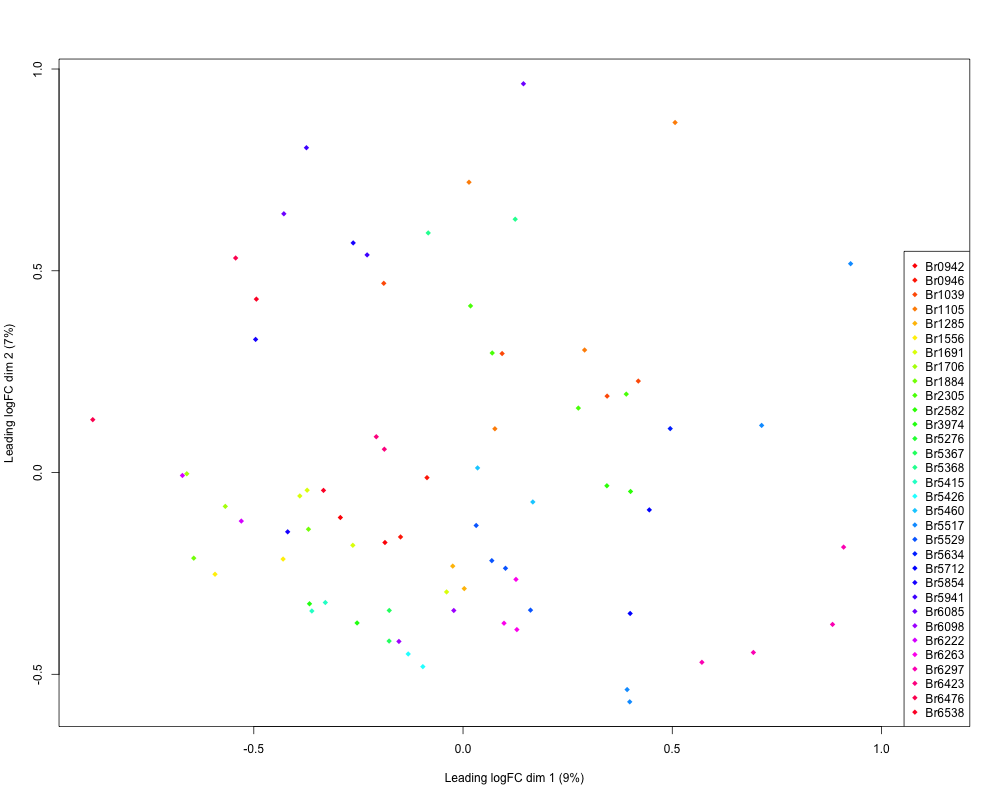 1.0
0.5
0.0
-0.5
Leading logFC dim 2 (7%)
Br0942
Br0946
Br1039
Br1105
Br1285
Br1556
Br1691
Br1706
Br1884
Br2305
Br2582
Br3974
Br5276
Br5367
Br5368
Br5415
Br5426
Br5460
Br5517
Br5529
Br5634
Br5712
Br5854
Br5941
Br6085
Br6098
Br6222
Br6263
Br6297
Br6423
Br6476
Br6538
-0.5 0.0 0.5 1.0
Leading logFC dim 1 (9%)